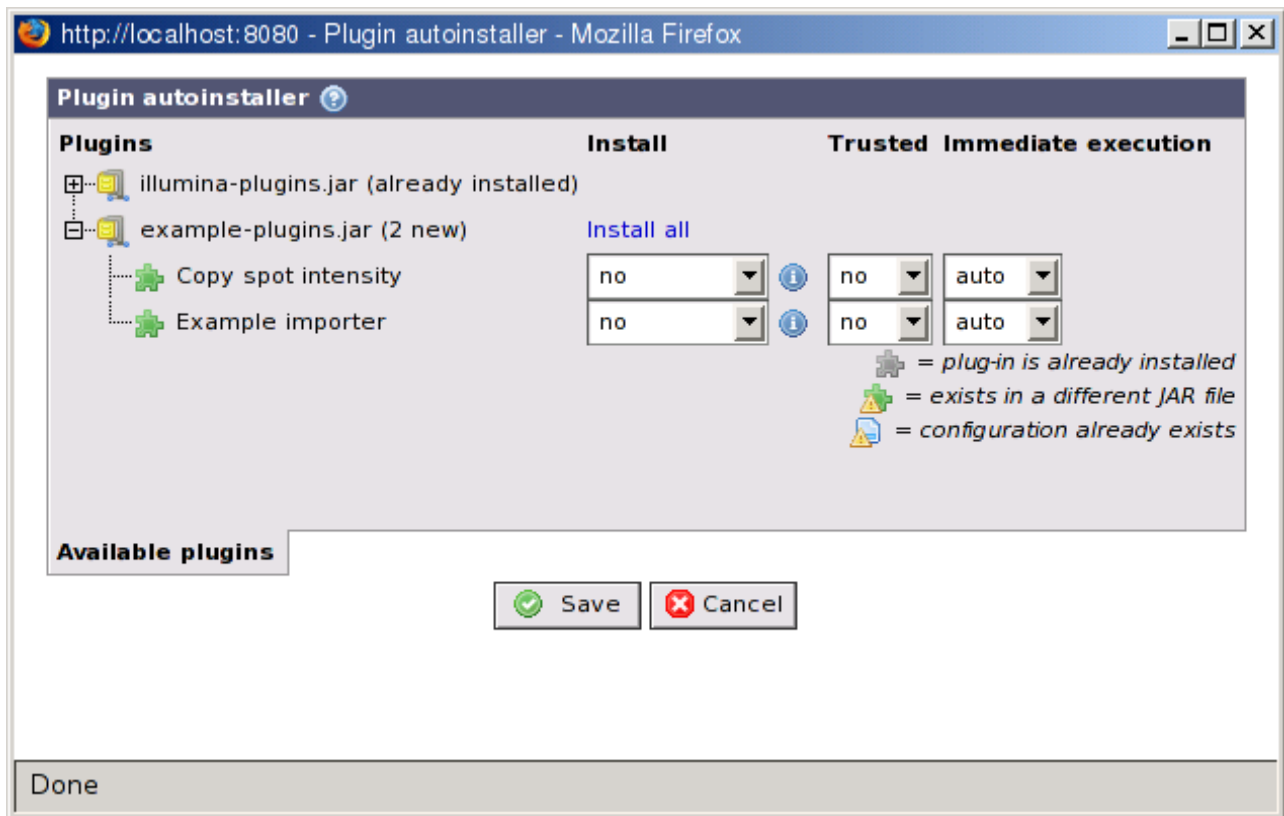 http://localhost:8080 - Plugin autoinstaller - Mozilla Firefox
Plugin autoinstaller
Plugins Install Trusted Immediate execution
illumina-plugins.jar (already installed)
example-plugins.jar (2 new) Install all
Copy spot intensity no no auto
Example importer no no auto
= plug-in is already installed
= exists in a different JAR file
= configuration already exists
Available plugins
Save Cancel
Done